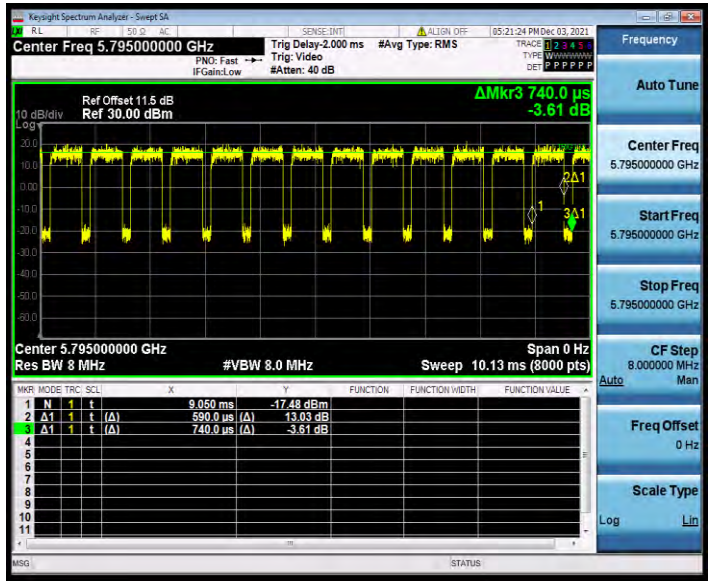 Keysight Spectrum Analyzer - Swept SA
RL RF 50 Ω AC SENSE:INT ALIGN OFF 05:21:24 PM Dec 03, 2021
Center Freq 5.795000000 GHz
PNO: Fast
IFGain:Low
Trig Delay-2.000 ms
Trig: Video
#Atten: 40 dB
#Avg Type: RMS
TRACE 1 2 3 4 5 6
TYPE WWWWWW
DET P P P P P P
Frequency
Auto Tune
Center Freq
5.795000000 GHz
Start Freq
5.795000000 GHz
Stop Freq
5.795000000 GHz
CF Step
8.000000 MHz
Auto Man
Freq Offset
0 Hz
Scale Type
Log Lin
ΔMkr3 740.0 µs
-3.61 dB
Ref Offset 11.5 dB
10 dB/div Ref 30.00 dBm
Log
20.0
10.0
0.00
-10.0
-20.0
-30.0
-40.0
-50.0
-60.0
2Δ1
1
3Δ1
Center 5.795000000 GHz Span 0 Hz
Res BW 8 MHz #VBW 8.0 MHz Sweep 10.13 ms (8000 pts)
MKR MODE TRC SCL X Y FUNCTION FUNCTION WIDTH FUNCTION VALUE
1 N 1 t 9.050 ms -17.48 dBm
2 Δ1 1 t (Δ) 590.0 µs (Δ) 13.03 dB
3 Δ1 1 t (Δ) 740.0 µs (Δ) -3.61 dB
4
5
6
7
8
9
10
11
MSG STATUS